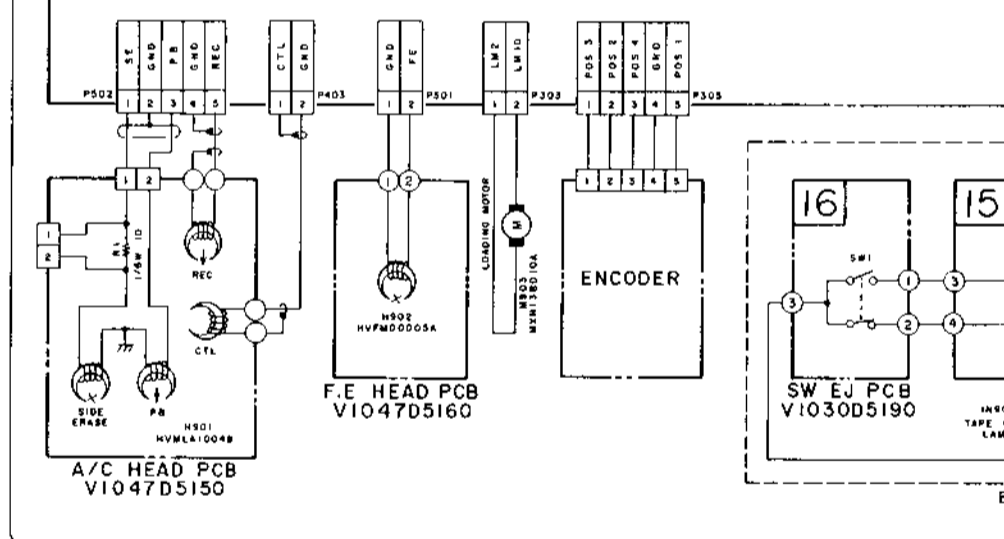 SE GND PB GND REC
P502 1 2 3 4 5
CTL GND
1 2 P403
GND FE
1 2 P501
LM2 LM1D
1 2 P303
POS 3 POS 2 POS 4 GND POS 1
1 2 3 4 5 P305
1 2
1
2
1/6W 1Ω
REC
CTL
SIDE
ERASE
PB
H901
HVMLA1004B
A/C HEAD PCB
V1047D5150
1 2
H902
HVFMD0005A
F.E HEAD PCB
V1047D5160
LOADING MOTOR
M
M903
MXN13BD10A
1 2 3 4 5
ENCODER
16
SW1
3
1
2
SW EJ PCB
V1030D5190
15
3
4
TAPE